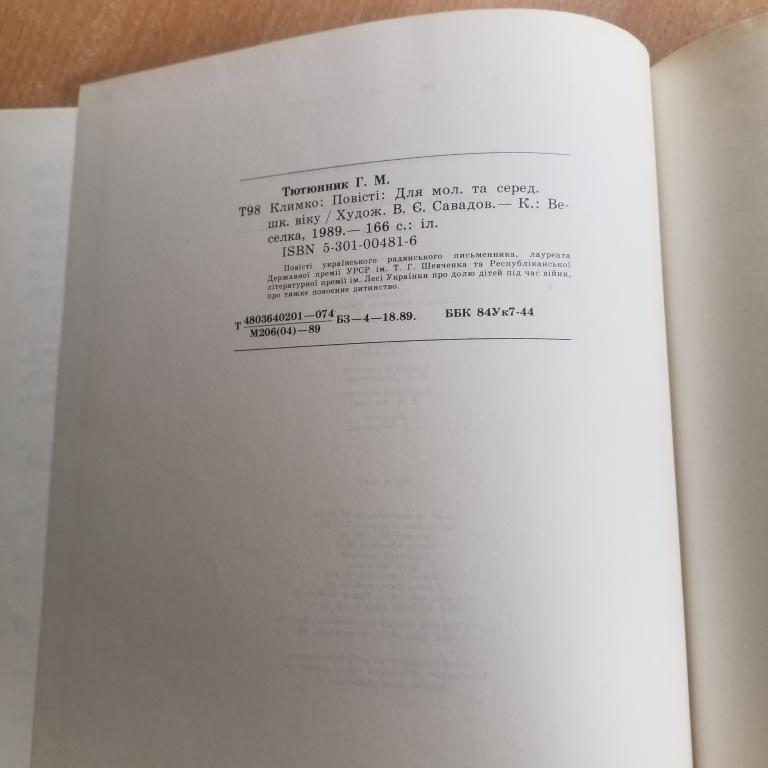 Тютюнник Г. М.
Т98 Климко: Повісті: Для мол. та серед.
шк. віку / Худож. В. Є. Савадов.— К.: Ве-
селка, 1989.— 166 с.: іл.
ISBN 5-301-00481-6
Повісті українського радянського письменника, лауреата
Державної премії УРСР ім. Т. Г. Шевченка та Республіканської
літературної премії ім. Лесі Українки про долю дітей під час війни,
про тяжке повоєнне дитинство.
Т 4803640201—074 БЗ—4—18.89. ББК 84Ук7-44
М206(04)—89